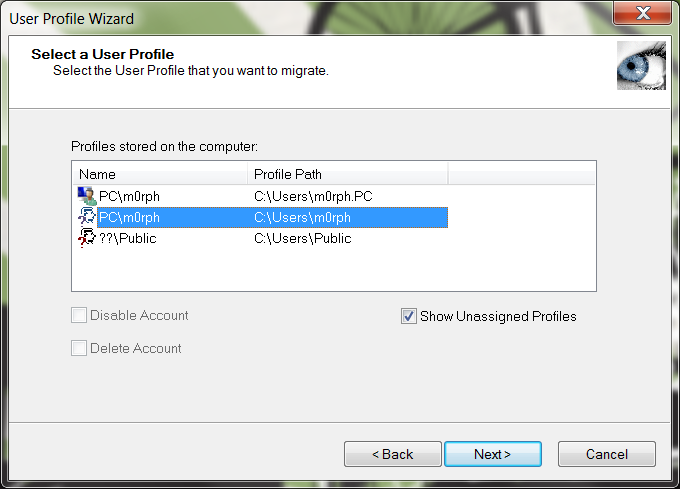 User Profile Wizard
Select a User Profile
Select the User Profile that you want to migrate.
Profiles stored on the computer:
Name Profile Path
PC\m0rph C:\Users\m0rph.PC
PC\m0rph C:\Users\m0rph
??\Public C:\Users\Public
Disable Account
Show Unassigned Profiles
Delete Account
< Back Next > Cancel